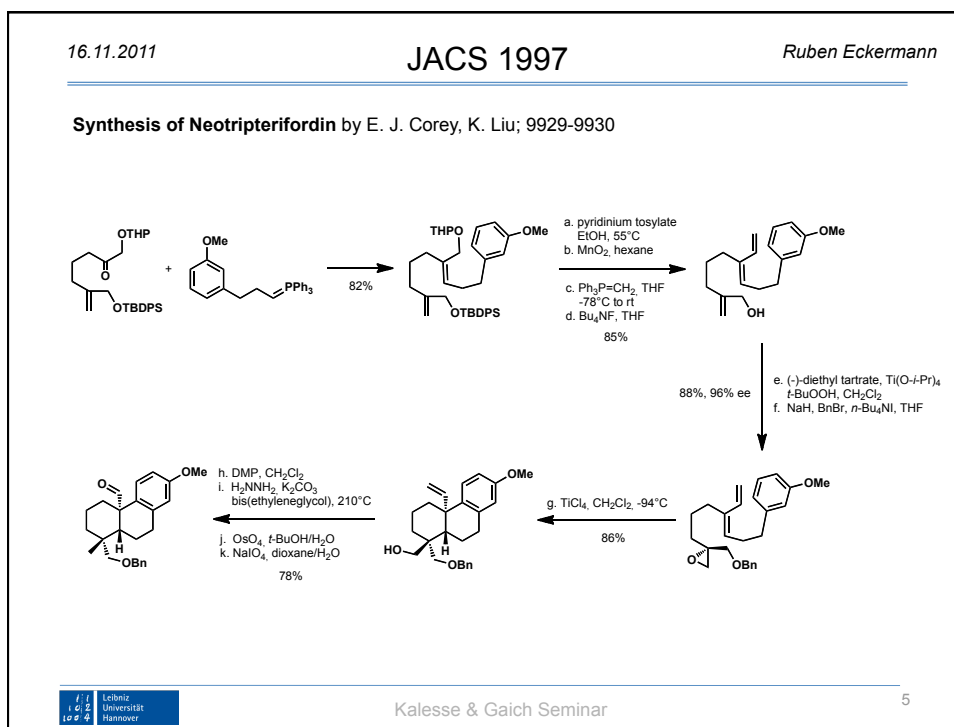 16.11.2011
JACS 1997
Ruben Eckermann
Synthesis of Neotripterifordin by E. J. Corey, K. Liu; 9929-9930
OTHP
O
OTBDPS
+
OMe
PPh3
82%
THPO
OMe
OTBDPS
a. pyridinium tosylate
EtOH, 55°C
b. MnO2, hexane
c. Ph3P=CH2, THF
-78°C to rt
d. Bu4NF, THF
85%
OMe
OH
88%, 96% ee
e. (-)-diethyl tartrate, Ti(O-i-Pr)4
t-BuOOH, CH2Cl2
f. NaH, BnBr, n-Bu4NI, THF
OMe
O
OBn
g. TiCl4, CH2Cl2, -94°C
86%
OMe
H
HO
OBn
h. DMP, CH2Cl2
i. H2NNH2, K2CO3
bis(ethyleneglycol), 210°C
j. OsO4, t-BuOH/H2O
k. NaIO4, dioxane/H2O
78%
OMe
O
H
OBn
Leibniz
Universität
Hannover
Kalesse & Gaich Seminar
5